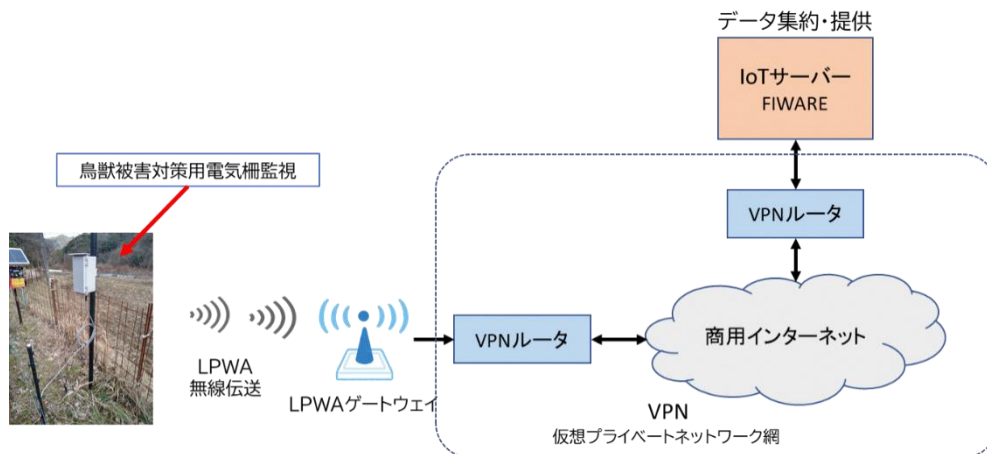 データ集約・提供
IoTサーバー
FIWARE
鳥獣被害対策用電気柵監視
VPNルータ
商用インターネット
VPNルータ
LPWA
無線伝送
LPWAゲートウェイ
VPN
仮想プライベートネットワーク網